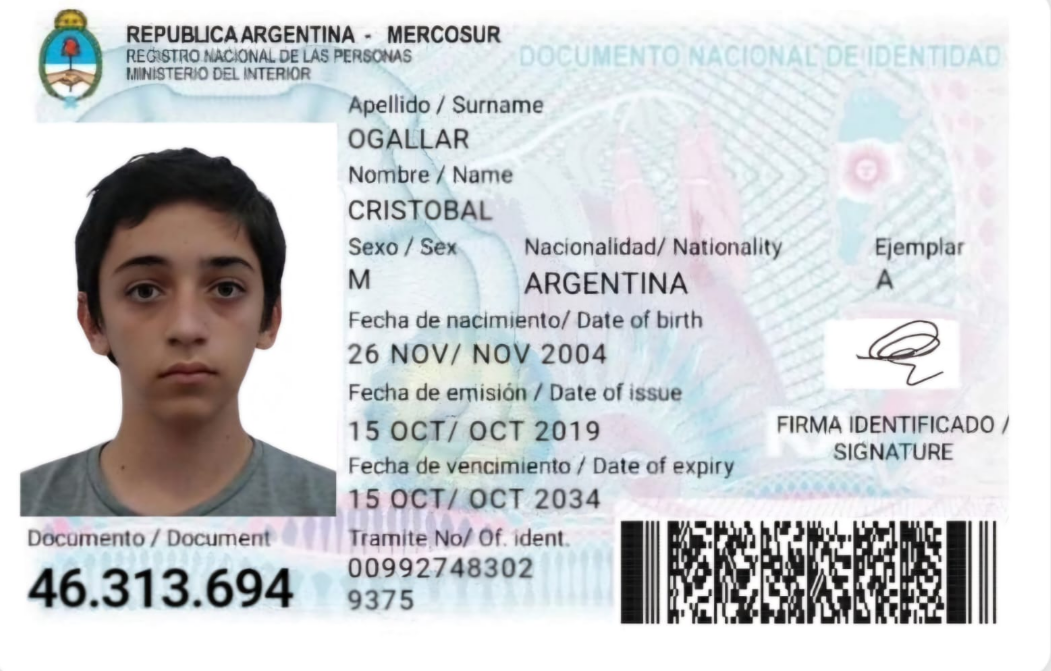 REPUBLICA ARGENTINA - MERCOSUR
REGISTRO NACIONAL DE LAS PERSONAS
MINISTERIO DEL INTERIOR
DOCUMENTO NACIONAL DE IDENTIDAD
Apellido / Surname
OGALLAR
Nombre / Name
CRISTOBAL
Sexo / Sex Nacionalidad/ Nationality Ejemplar
M ARGENTINA A
Fecha de nacimiento/ Date of birth
26 NOV/ NOV 2004
Fecha de emisión / Date of issue
15 OCT/ OCT 2019
FIRMA IDENTIFICADO /
SIGNATURE
Fecha de vencimiento / Date of expiry
15 OCT/ OCT 2034
Documento / Document
46.313.694
Tramite No/ Of. ident.
00992748302
9375